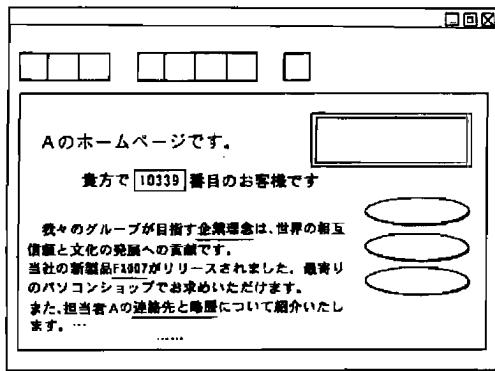 Aのホームページです。
貴方で 10339 番目のお客様です
我々のグループが目指す企業理念は、世界の相互
信頼と文化の発展への貢献です。
当社の新製品FX007がリリースされました。最寄り
のパソコンショップでお求めいただけます。
また、担当者Aの連絡先と略歴について紹介いたし
ます。…
……